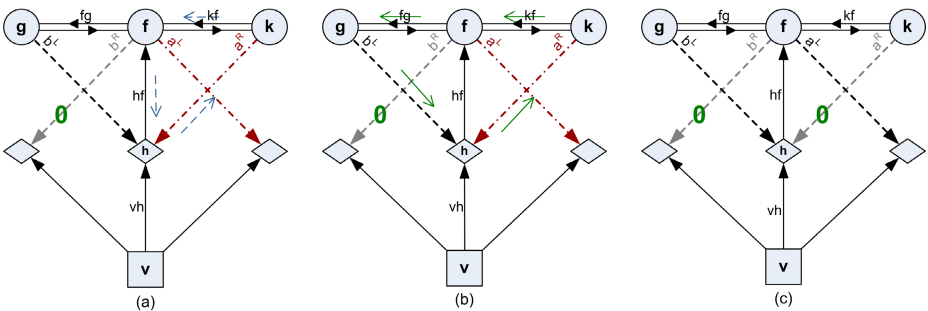 g fg f kf k
b^L b^R a^L a^R
hf
0
h
vh
v
(a)
g fg f kf k
b^L b^R a^L a^R
hf
0
h
vh
v
(b)
g fg f kf k
b^L b^R a^L a^R
hf
0 0
h
vh
v
(c)